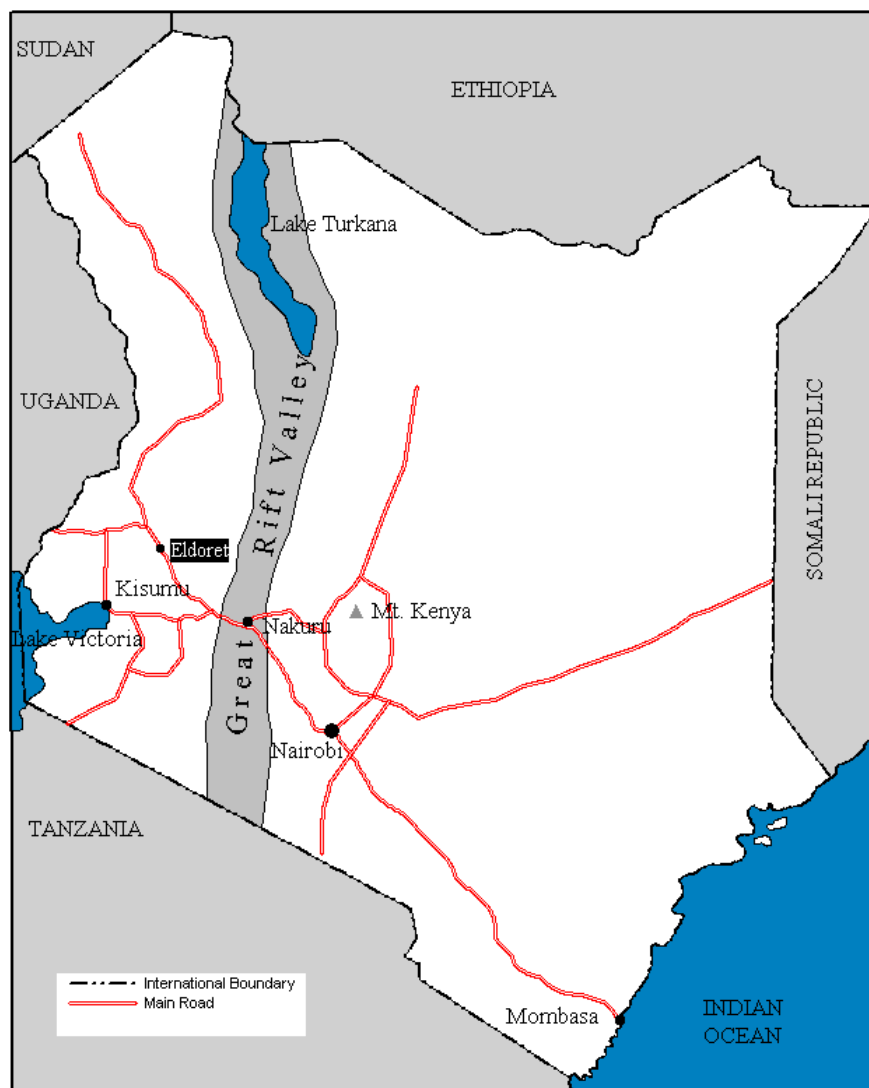 SUDAN
ETHIOPIA
Lake Turkana
UGANDA
Great Rift Valley
SOMALI REPUBLIC
Eldoret
Kisumu
Mt. Kenya
Nakuru
Lake Victoria
Nairobi
TANZANIA
International Boundary
Main Road
Mombasa
INDIAN
OCEAN